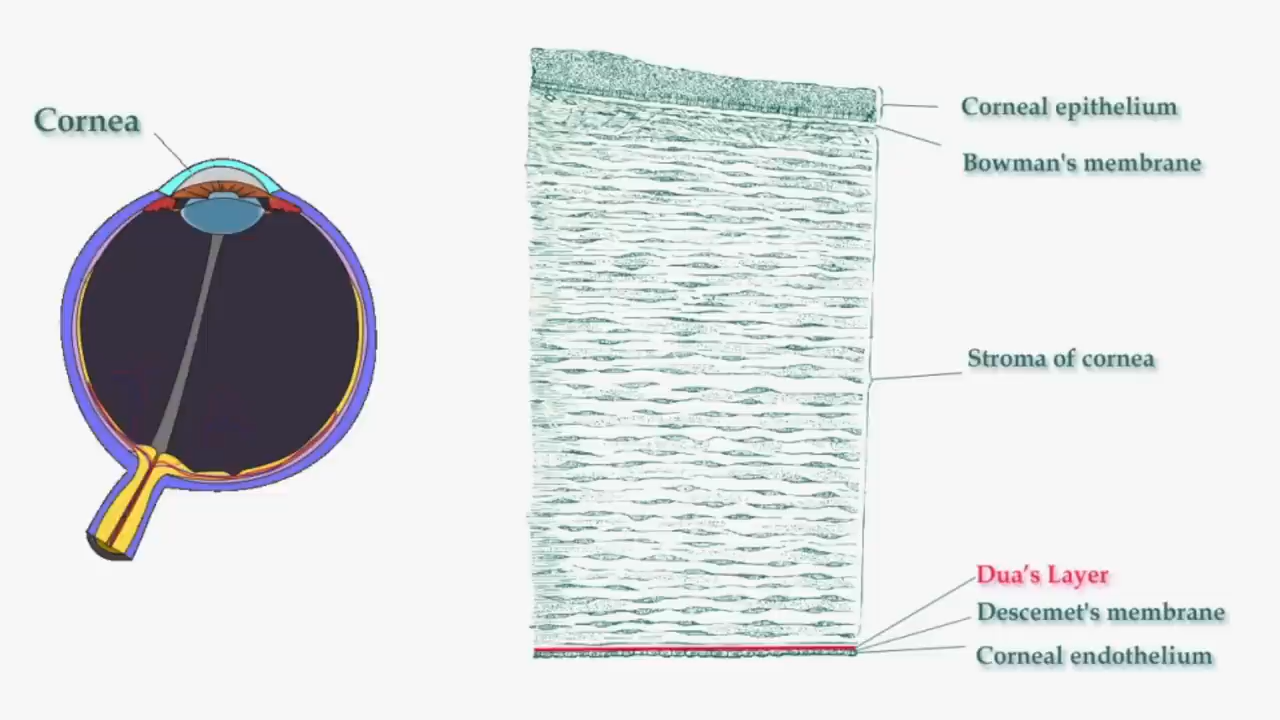 Cornea
Corneal epithelium
Bowman's membrane
Stroma of cornea
Dua’s Layer
Descemet's membrane
Corneal endothelium